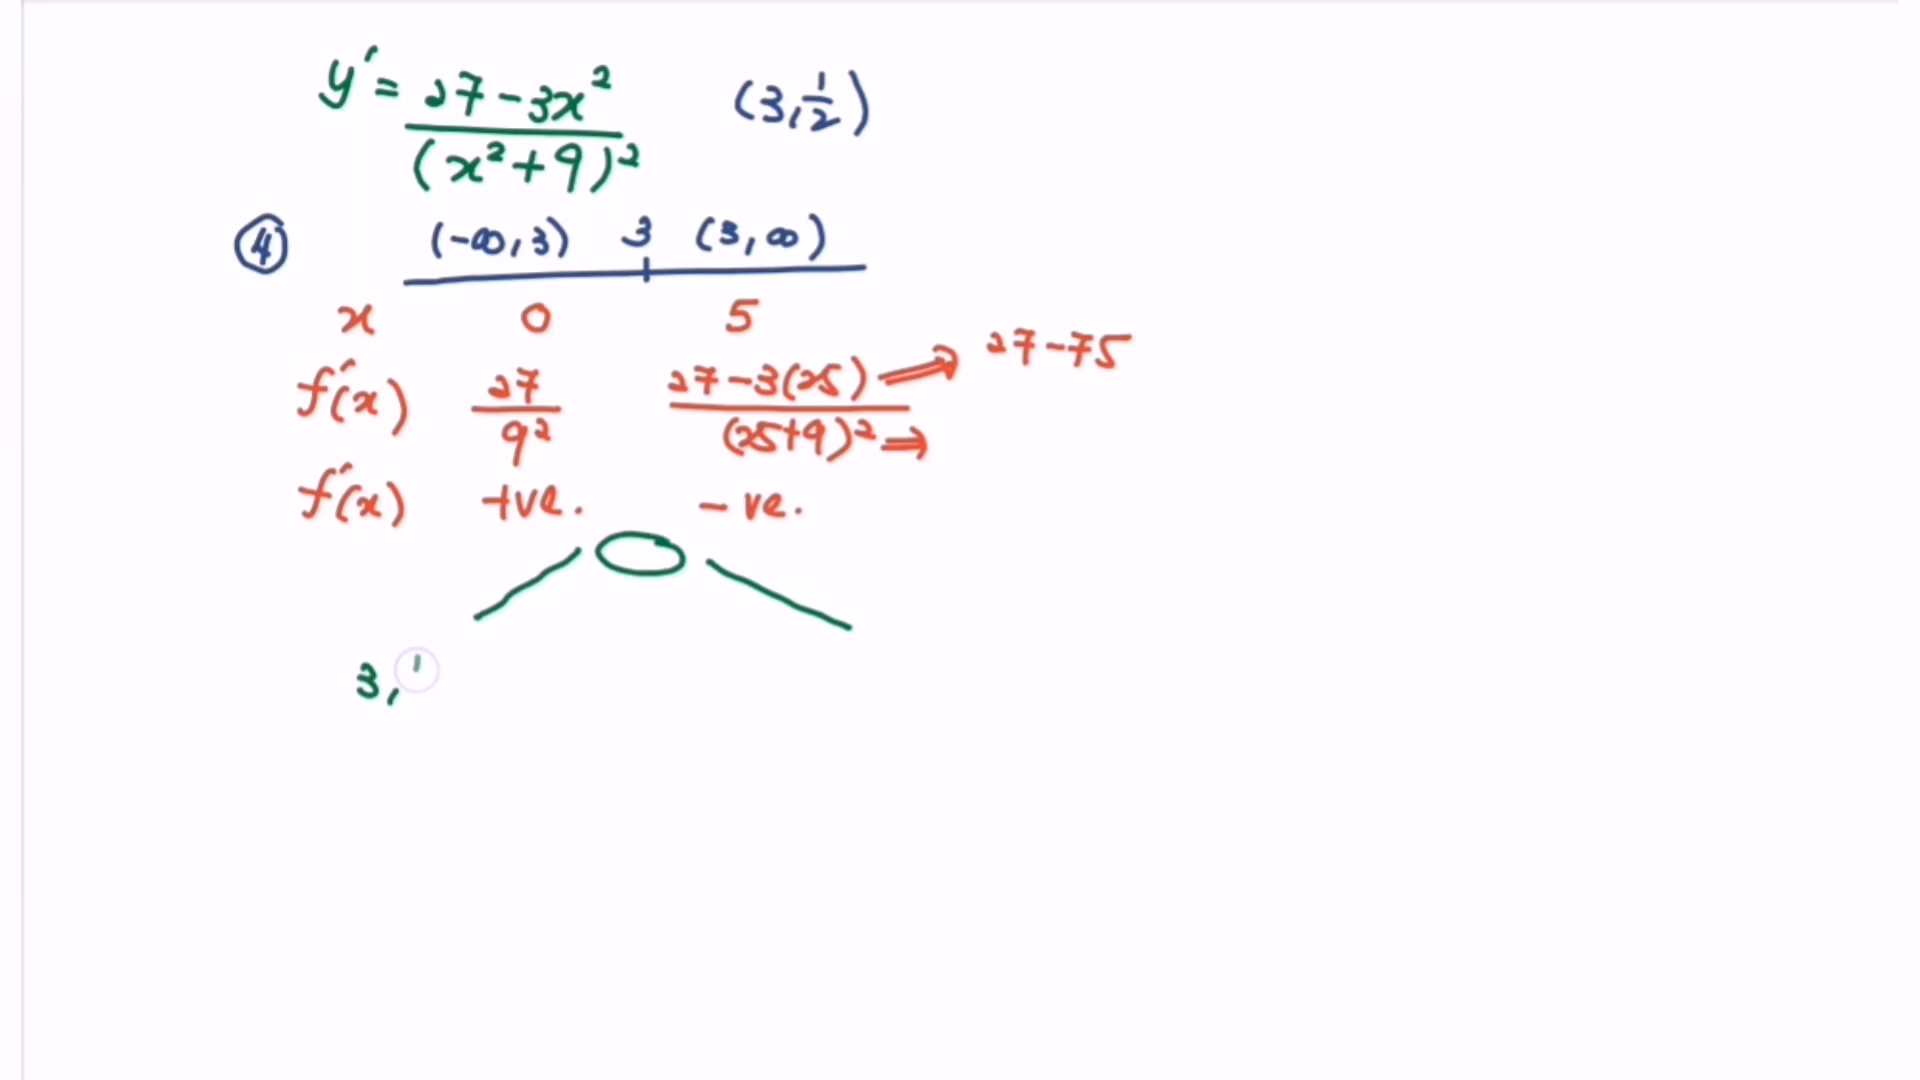 y' = 27 - 3x² / (x² + 9)² (3, 1/2)
④ (-∞, 3) 3 (3, ∞)
x 0 5
f'(x) 27 / 9² 27 - 3(25) / (25+9)² ⇒ 27 - 75 ⇒
f'(x) +ve. - ve.
3, 1